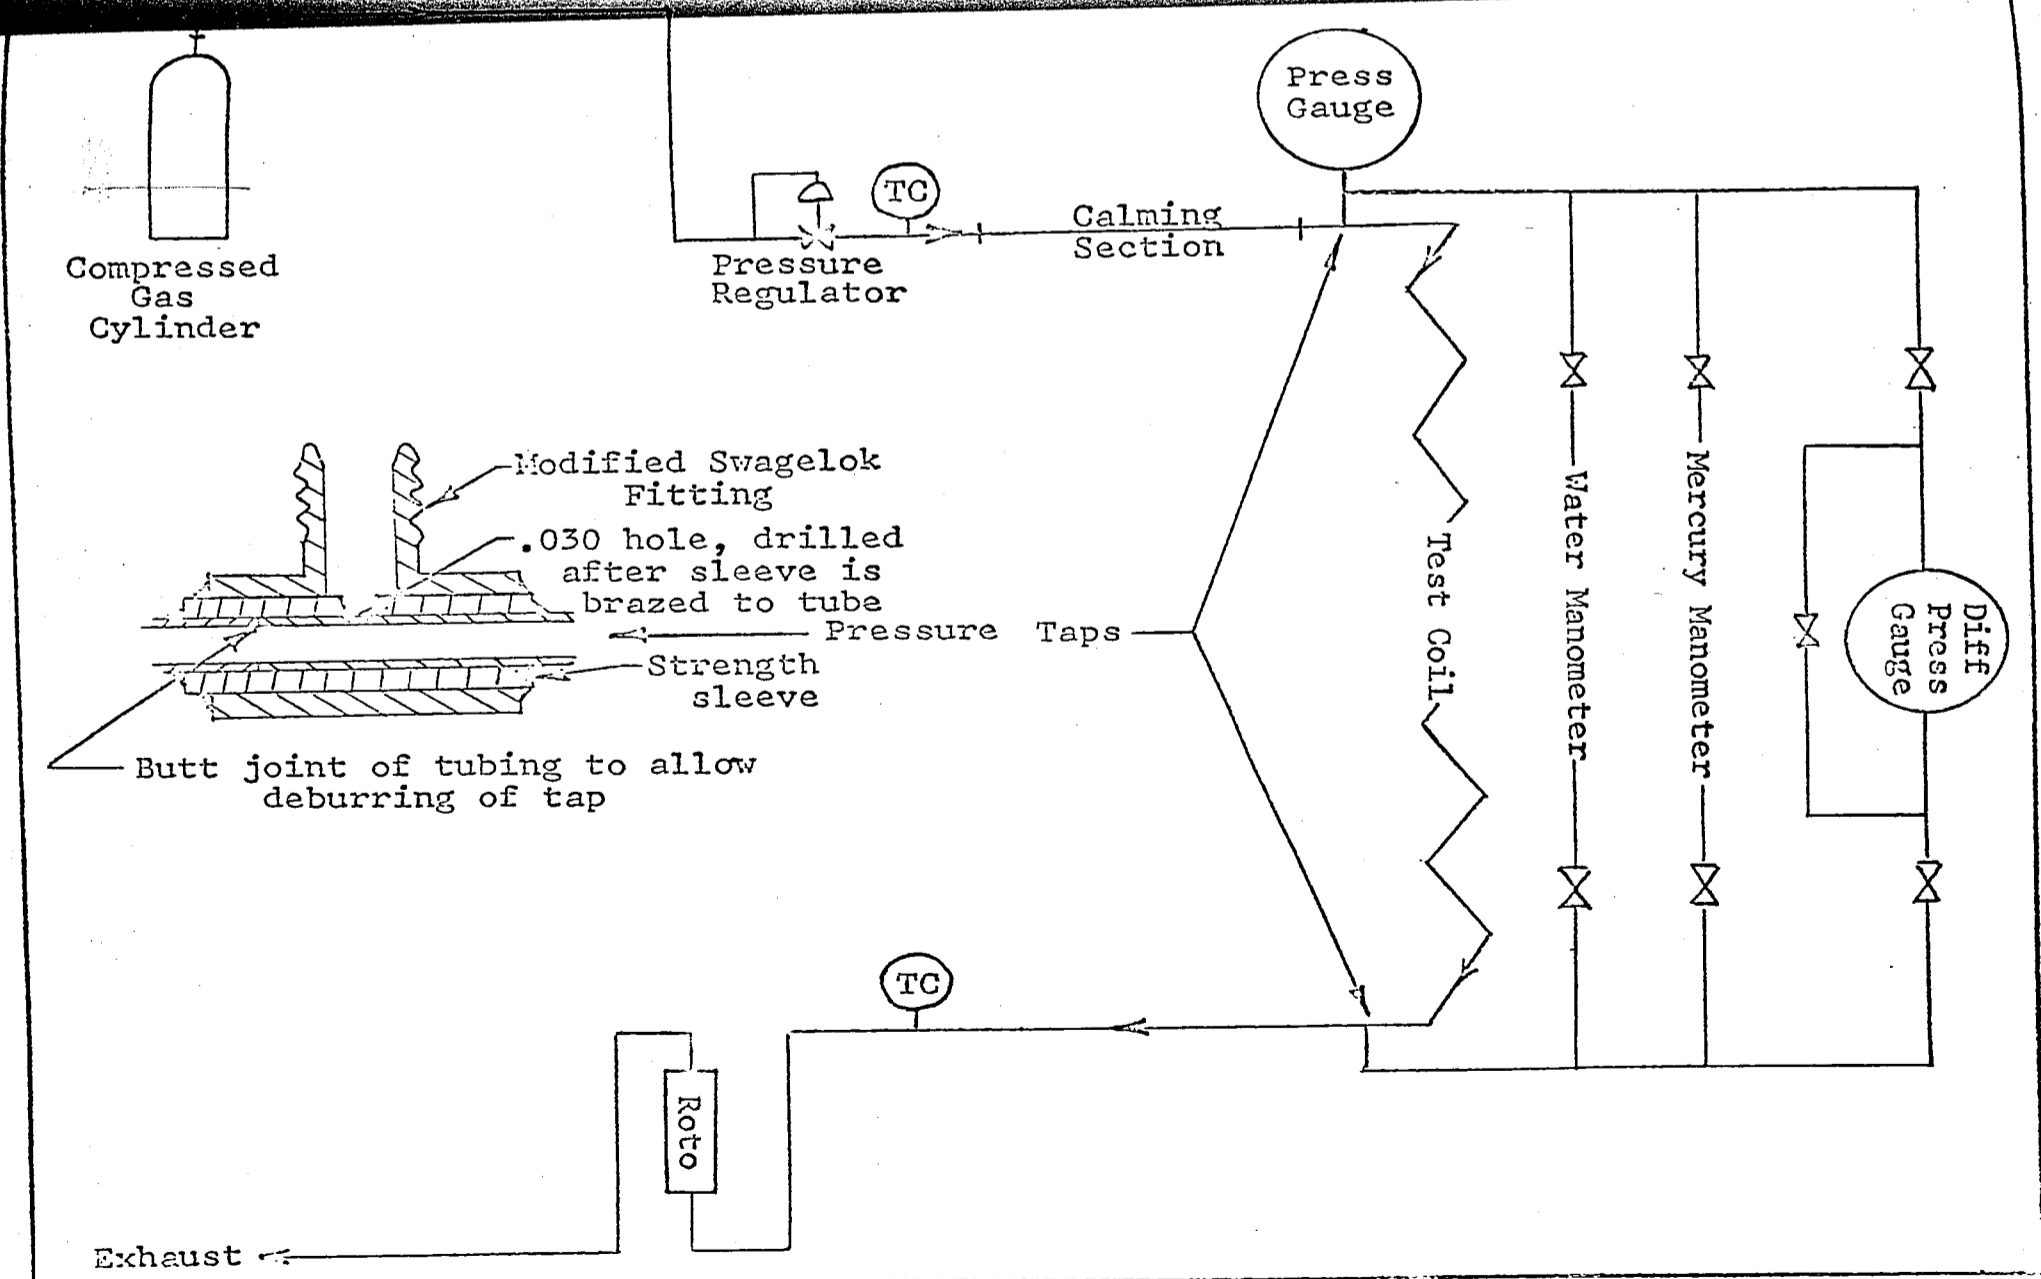 Press
Gauge
TC
Calming
Section
Compressed
Gas
Cylinder
Pressure
Regulator
Modified Swagelok
Fitting
.030 hole, drilled
after sleeve is
brazed to tube
Pressure Taps
Strength
sleeve
Butt joint of tubing to allow
deburring of tap
Test Coil
Water Manometer
Mercury Manometer
Diff
Press
Gauge
TC
Roto
Exhaust